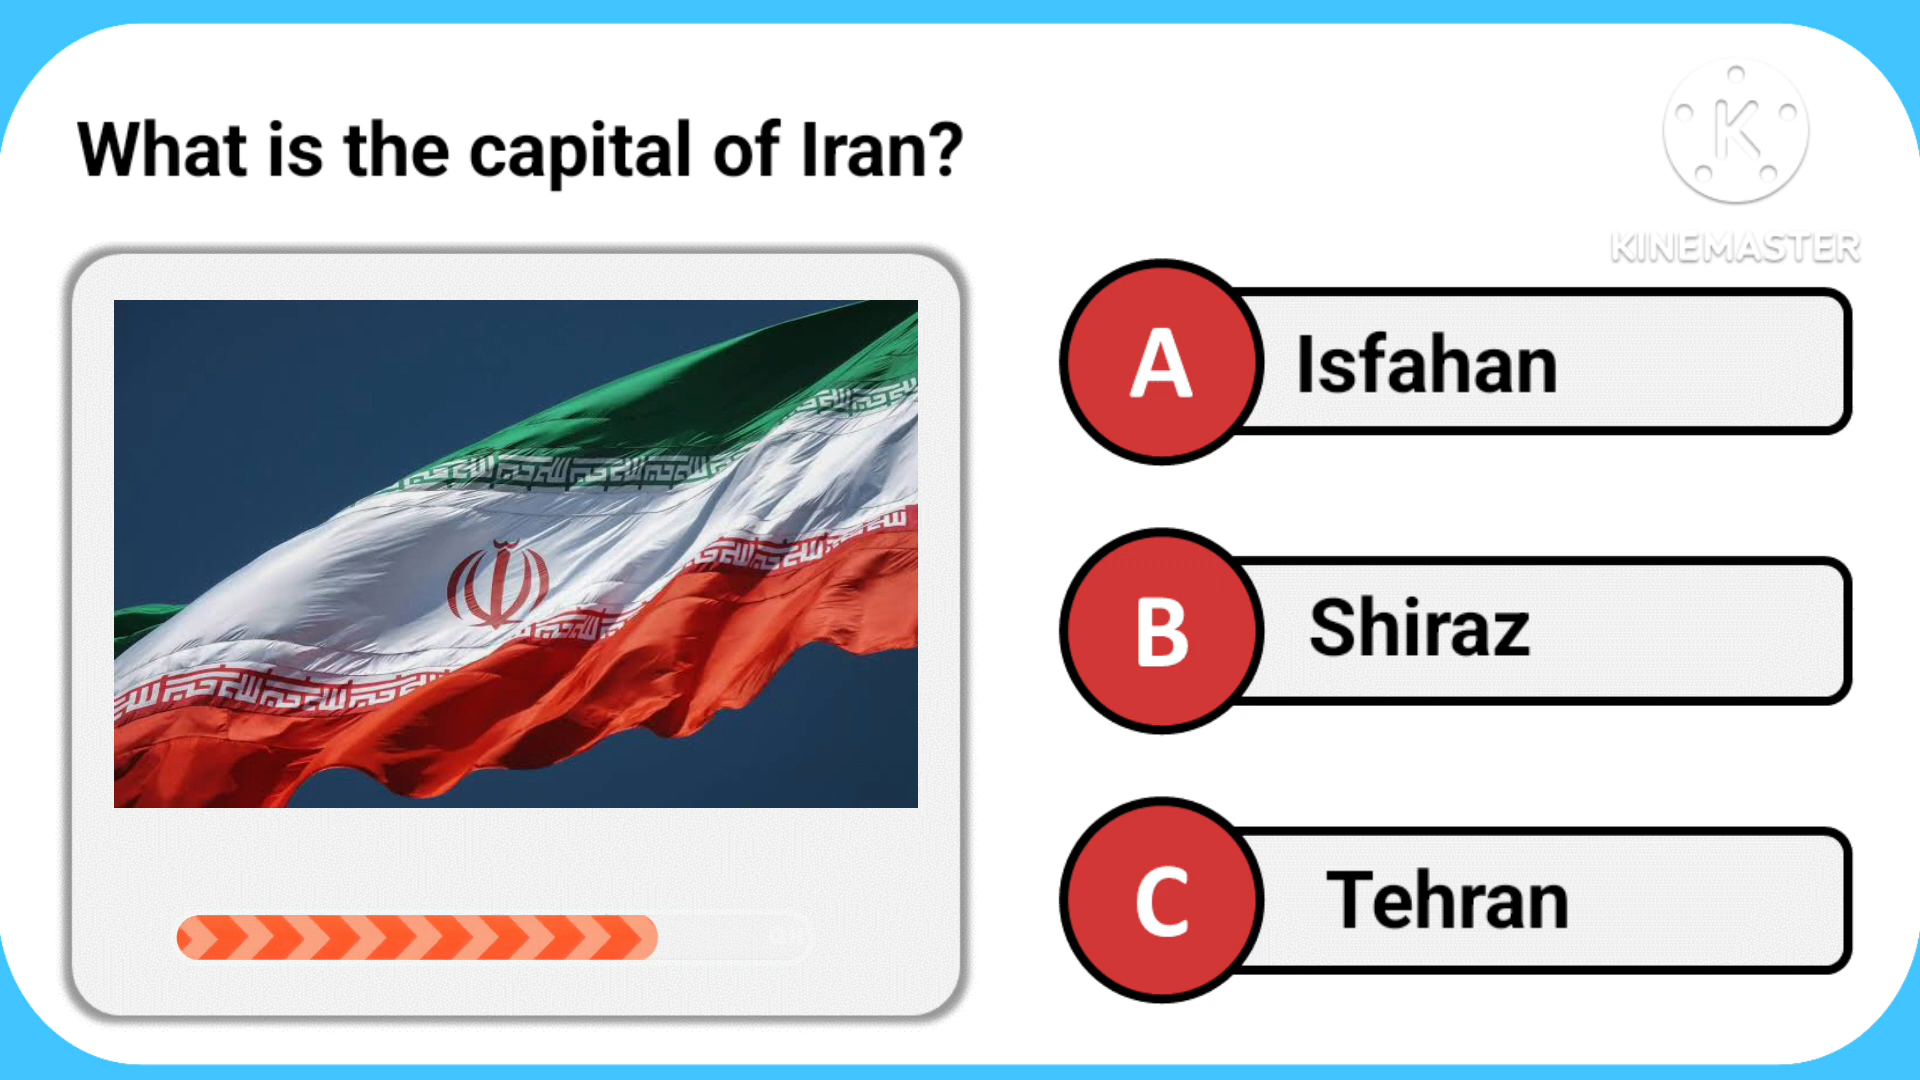 What is the capital of Iran?
K
KINEMASTER
A Isfahan
B Shiraz
C Tehran